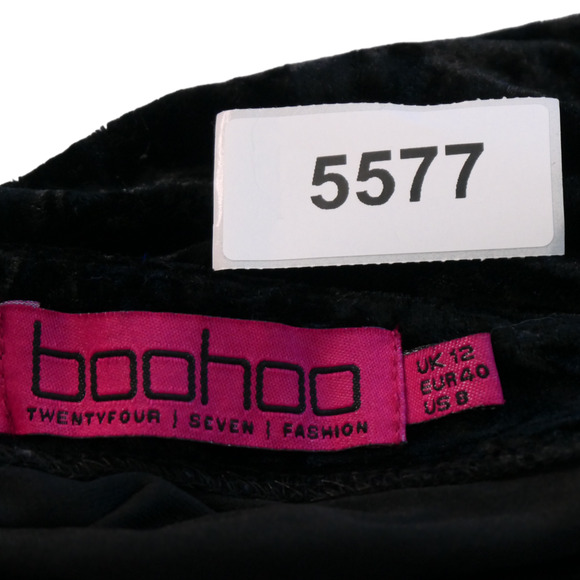 5577
boohoo
TWENTYFOUR | SEVEN | FASHION
UK 12
EUR 40
US 8